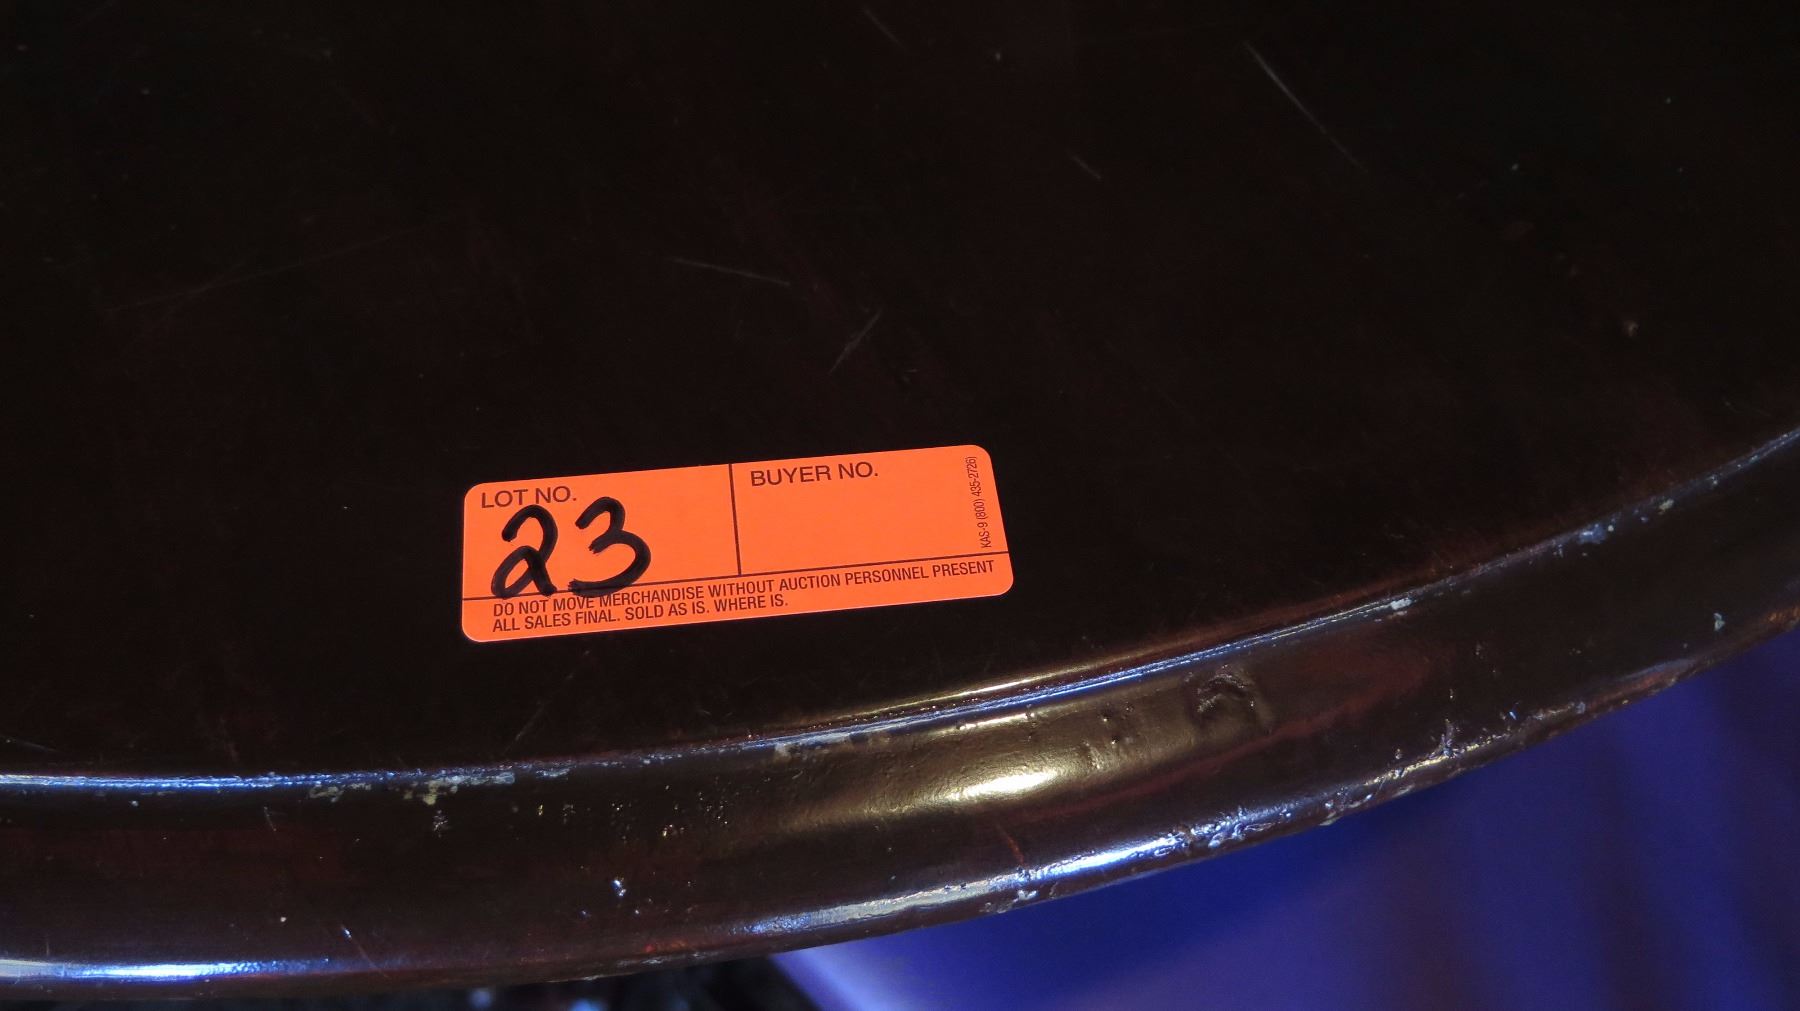 LOT NO.
23
BUYER NO.
KAS-9 (800) 435-2726)
DO NOT MOVE MERCHANDISE WITHOUT AUCTION PERSONNEL PRESENT
ALL SALES FINAL. SOLD AS IS. WHERE IS.